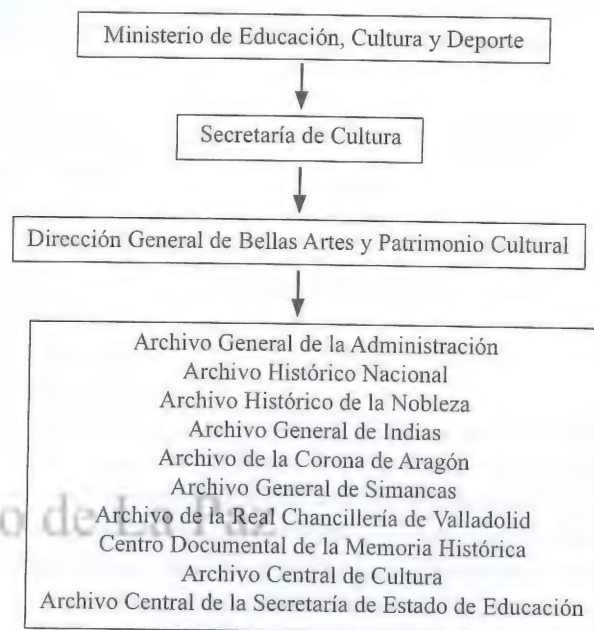 Ministerio de Educación, Cultura y Deporte
Secretaría de Cultura
Dirección General de Bellas Artes y Patrimonio Cultural
Archivo General de la Administración
Archivo Histórico Nacional
Archivo Histórico de la Nobleza
Archivo General de Indias
Archivo de la Corona de Aragón
Archivo General de Simancas
Archivo de la Real Chancillería de Valladolid
Centro Documental de la Memoria Histórica
Archivo Central de Cultura
Archivo Central de la Secretaría de Estado de Educación
o de La Paz